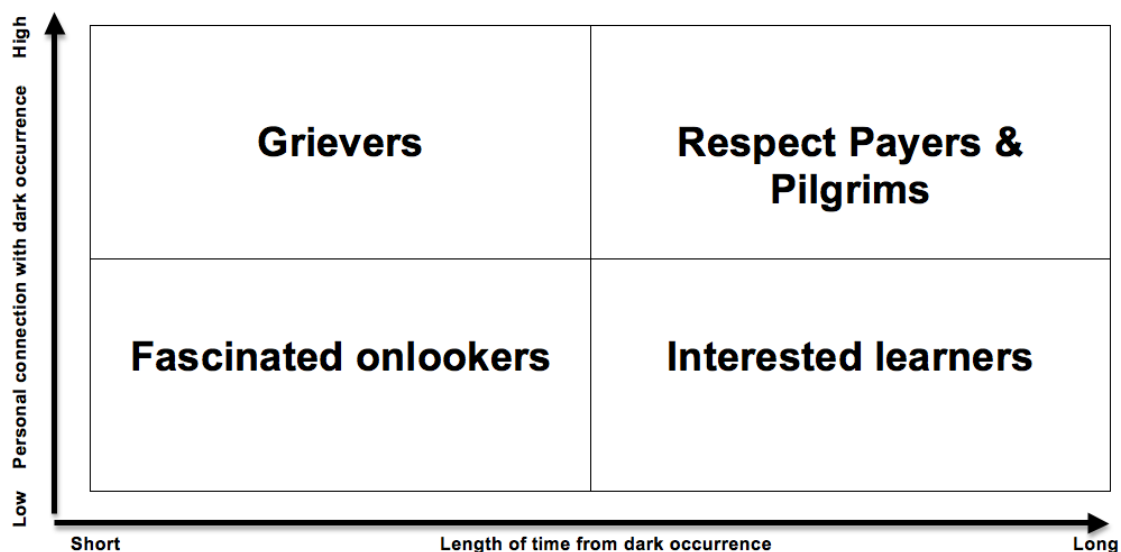 High
Personal connection with dark occurrence
Low
Grievers
Respect Payers &
Pilgrims
Fascinated onlookers
Interested learners
Short
Length of time from dark occurrence
Long